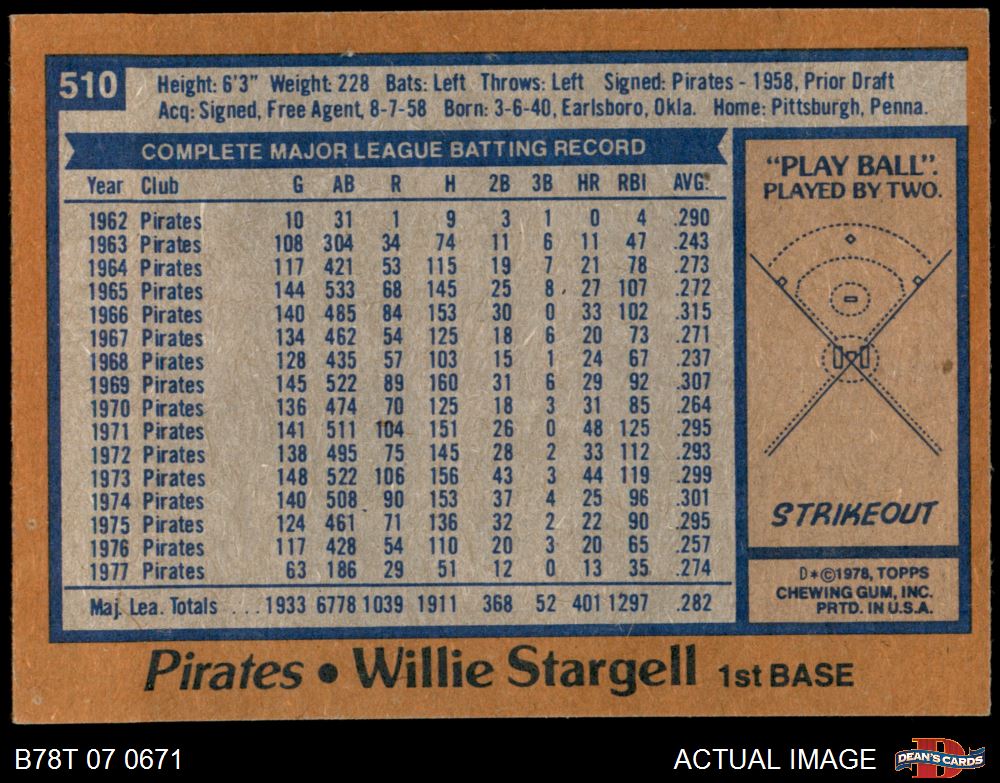 510
Height: 6'3" Weight: 228 Bats: Left Throws: Left Signed: Pirates - 1958, Prior Draft
Acq: Signed, Free Agent, 8-7-58 Born: 3-6-40, Earlsboro, Okla. Home: Pittsburgh, Penna.
COMPLETE MAJOR LEAGUE BATTING RECORD
Year Club G AB R H 2B 3B HR RBI AVG.
1962 Pirates 10 31 1 9 3 1 0 4 .290
1963 Pirates 108 304 34 74 11 6 11 47 .243
1964 Pirates 117 421 53 115 19 7 21 78 .273
1965 Pirates 144 533 68 145 25 8 27 107 .272
1966 Pirates 140 485 84 153 30 0 33 102 .315
1967 Pirates 134 462 54 125 18 6 20 73 .271
1968 Pirates 128 435 57 103 15 1 24 67 .237
1969 Pirates 145 522 89 160 31 6 29 92 .307
1970 Pirates 136 474 70 125 18 3 31 85 .264
1971 Pirates 141 511 104 151 26 0 48 125 .295
1972 Pirates 138 495 75 145 28 2 33 112 .293
1973 Pirates 148 522 106 156 43 3 44 119 .299
1974 Pirates 140 508 90 153 37 4 25 96 .301
1975 Pirates 124 461 71 136 32 2 22 90 .295
1976 Pirates 117 428 54 110 20 3 20 65 .257
1977 Pirates 63 186 29 51 12 0 13 35 .274
Maj. Lea. Totals ... 1933 6778 1039 1911 368 52 401 1297 .282
"PLAY BALL".
PLAYED BY TWO.
STRIKEOUT
D*©1978, TOPPS
CHEWING GUM, INC.
PRTD. IN U.S.A.
Pirates • Willie Stargell 1st BASE
B78T 07 0671
ACTUAL IMAGE
D
DEAN'S CARDS